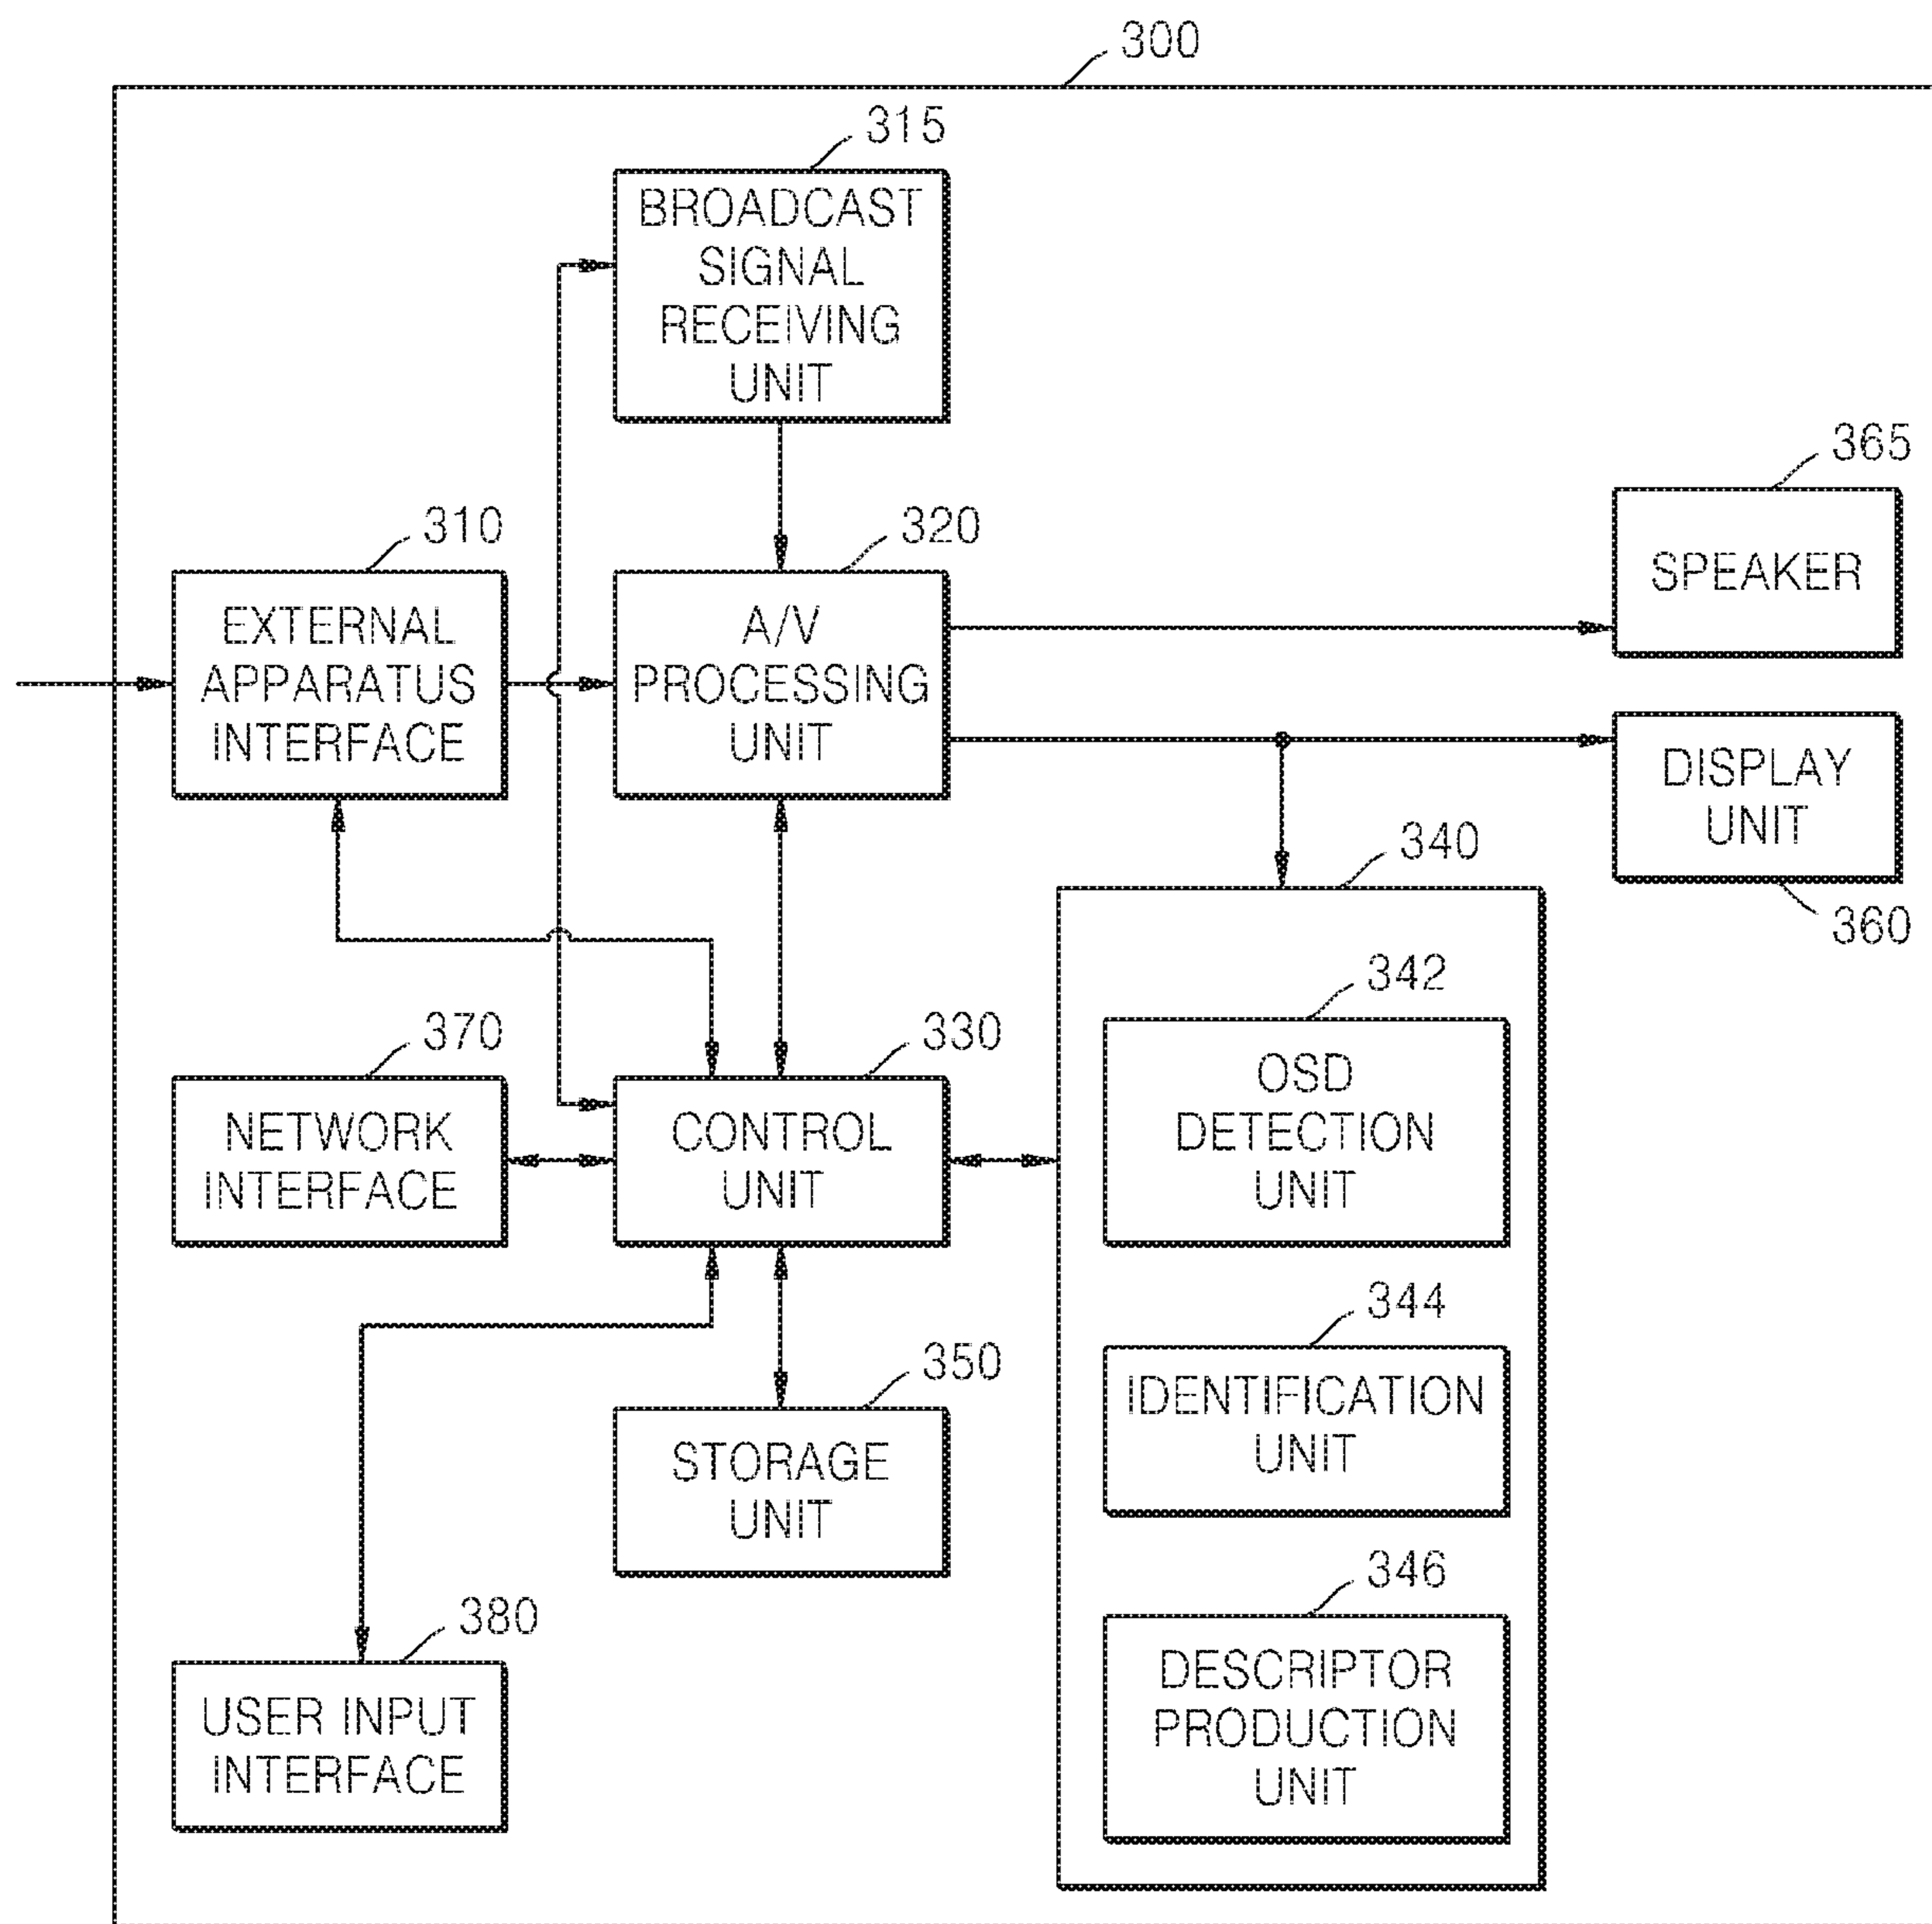 300
315
BROADCAST
SIGNAL
RECEIVING
UNIT
365
SPEAKER
310
EXTERNAL
APPARATUS
INTERFACE
320
A/V
PROCESSING
UNIT
DISPLAY
UNIT
360
340
342
OSD
DETECTION
UNIT
370
NETWORK
INTERFACE
330
CONTROL
UNIT
344
IDENTIFICATION
UNIT
350
STORAGE
UNIT
346
DESCRIPTOR
PRODUCTION
UNIT
380
USER INPUT
INTERFACE